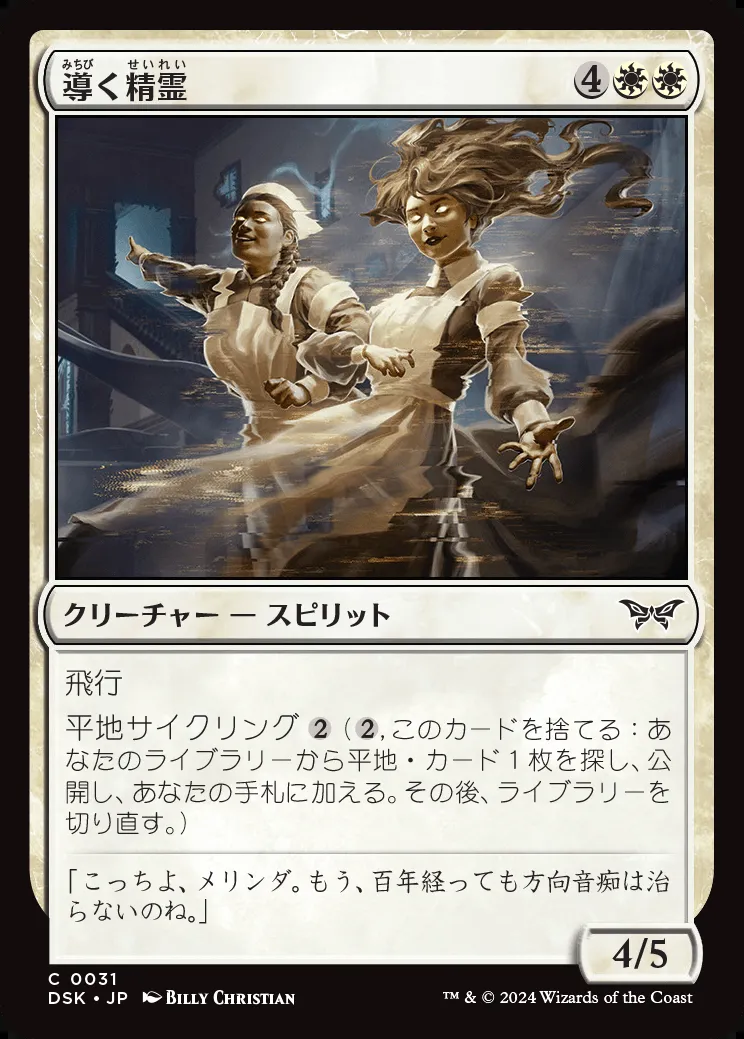 みちび せいれい
導く精霊
4
クリーチャー — スピリット
飛行
平地サイクリング 2 （2, このカードを捨てる：あ
なたのライブラリーから平地・カード１枚を探し、公
開し、あなたの手札に加える。その後、ライブラリーを
切り直す。）
「こっちよ、メリンダ。もう、百年経っても方向音痴は治
らないのね。」
4/5
C 0031
DSK • JP BILLY CHRISTIAN
™ & © 2024 Wizards of the Coast